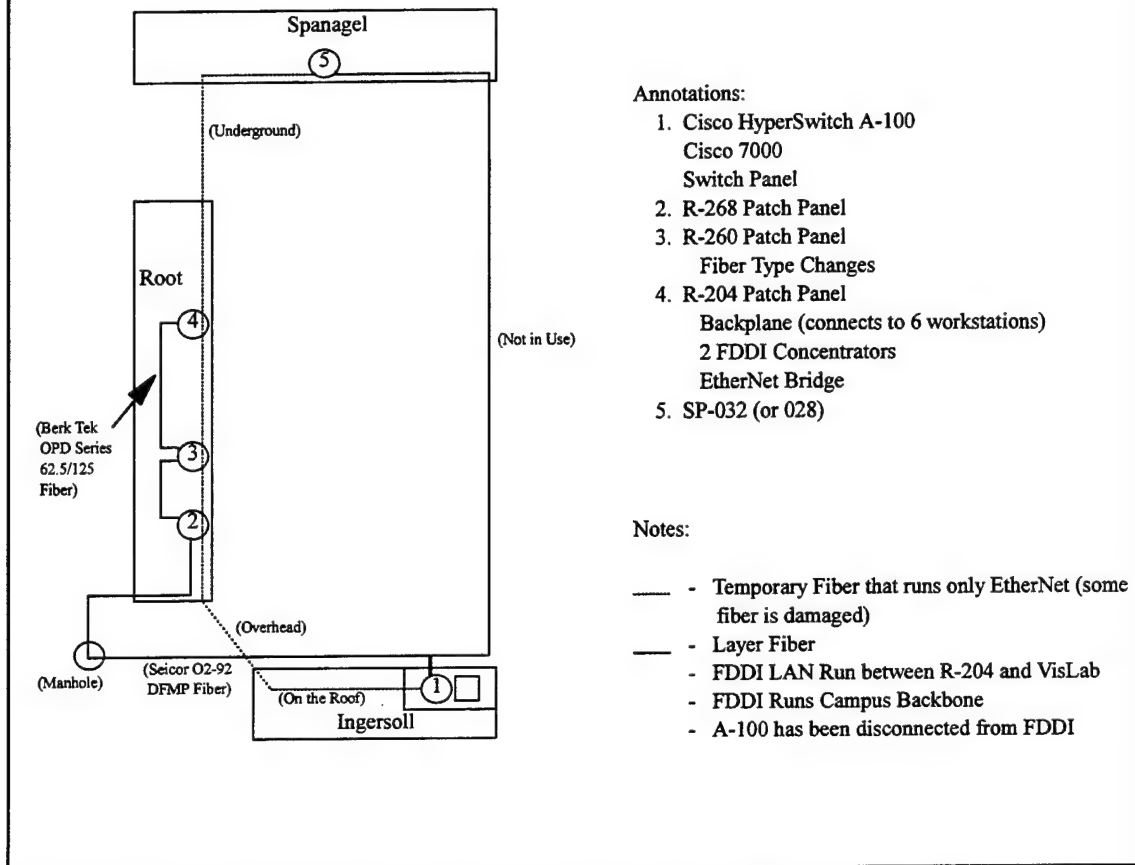 Spanagel
5
(Underground)
Root
4
(Not in Use)
(Berk Tek
OPD Series
62.5/125
Fiber)
3
2
(Overhead)
(Manhole)
(Seicor O2-92
DFMP Fiber)
(On the Roof)
1
Ingersoll
Annotations:
1. Cisco HyperSwitch A-100
Cisco 7000
Switch Panel
2. R-268 Patch Panel
3. R-260 Patch Panel
Fiber Type Changes
4. R-204 Patch Panel
Backplane (connects to 6 workstations)
2 FDDI Concentrators
EtherNet Bridge
5. SP-032 (or 028)
Notes:
- Temporary Fiber that runs only EtherNet (some
fiber is damaged)
- Layer Fiber
- FDDI LAN Run between R-204 and VisLab
- FDDI Runs Campus Backbone
- A-100 has been disconnected from FDDI